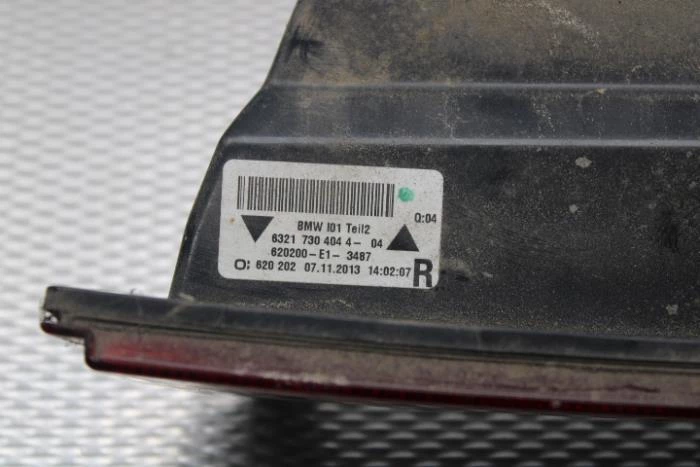 Q:04
BMW I01 Teil2
6321 730 404 4- 04
620200-E1- 3487
O: 620 202 07.11.2013 14:02:07 R